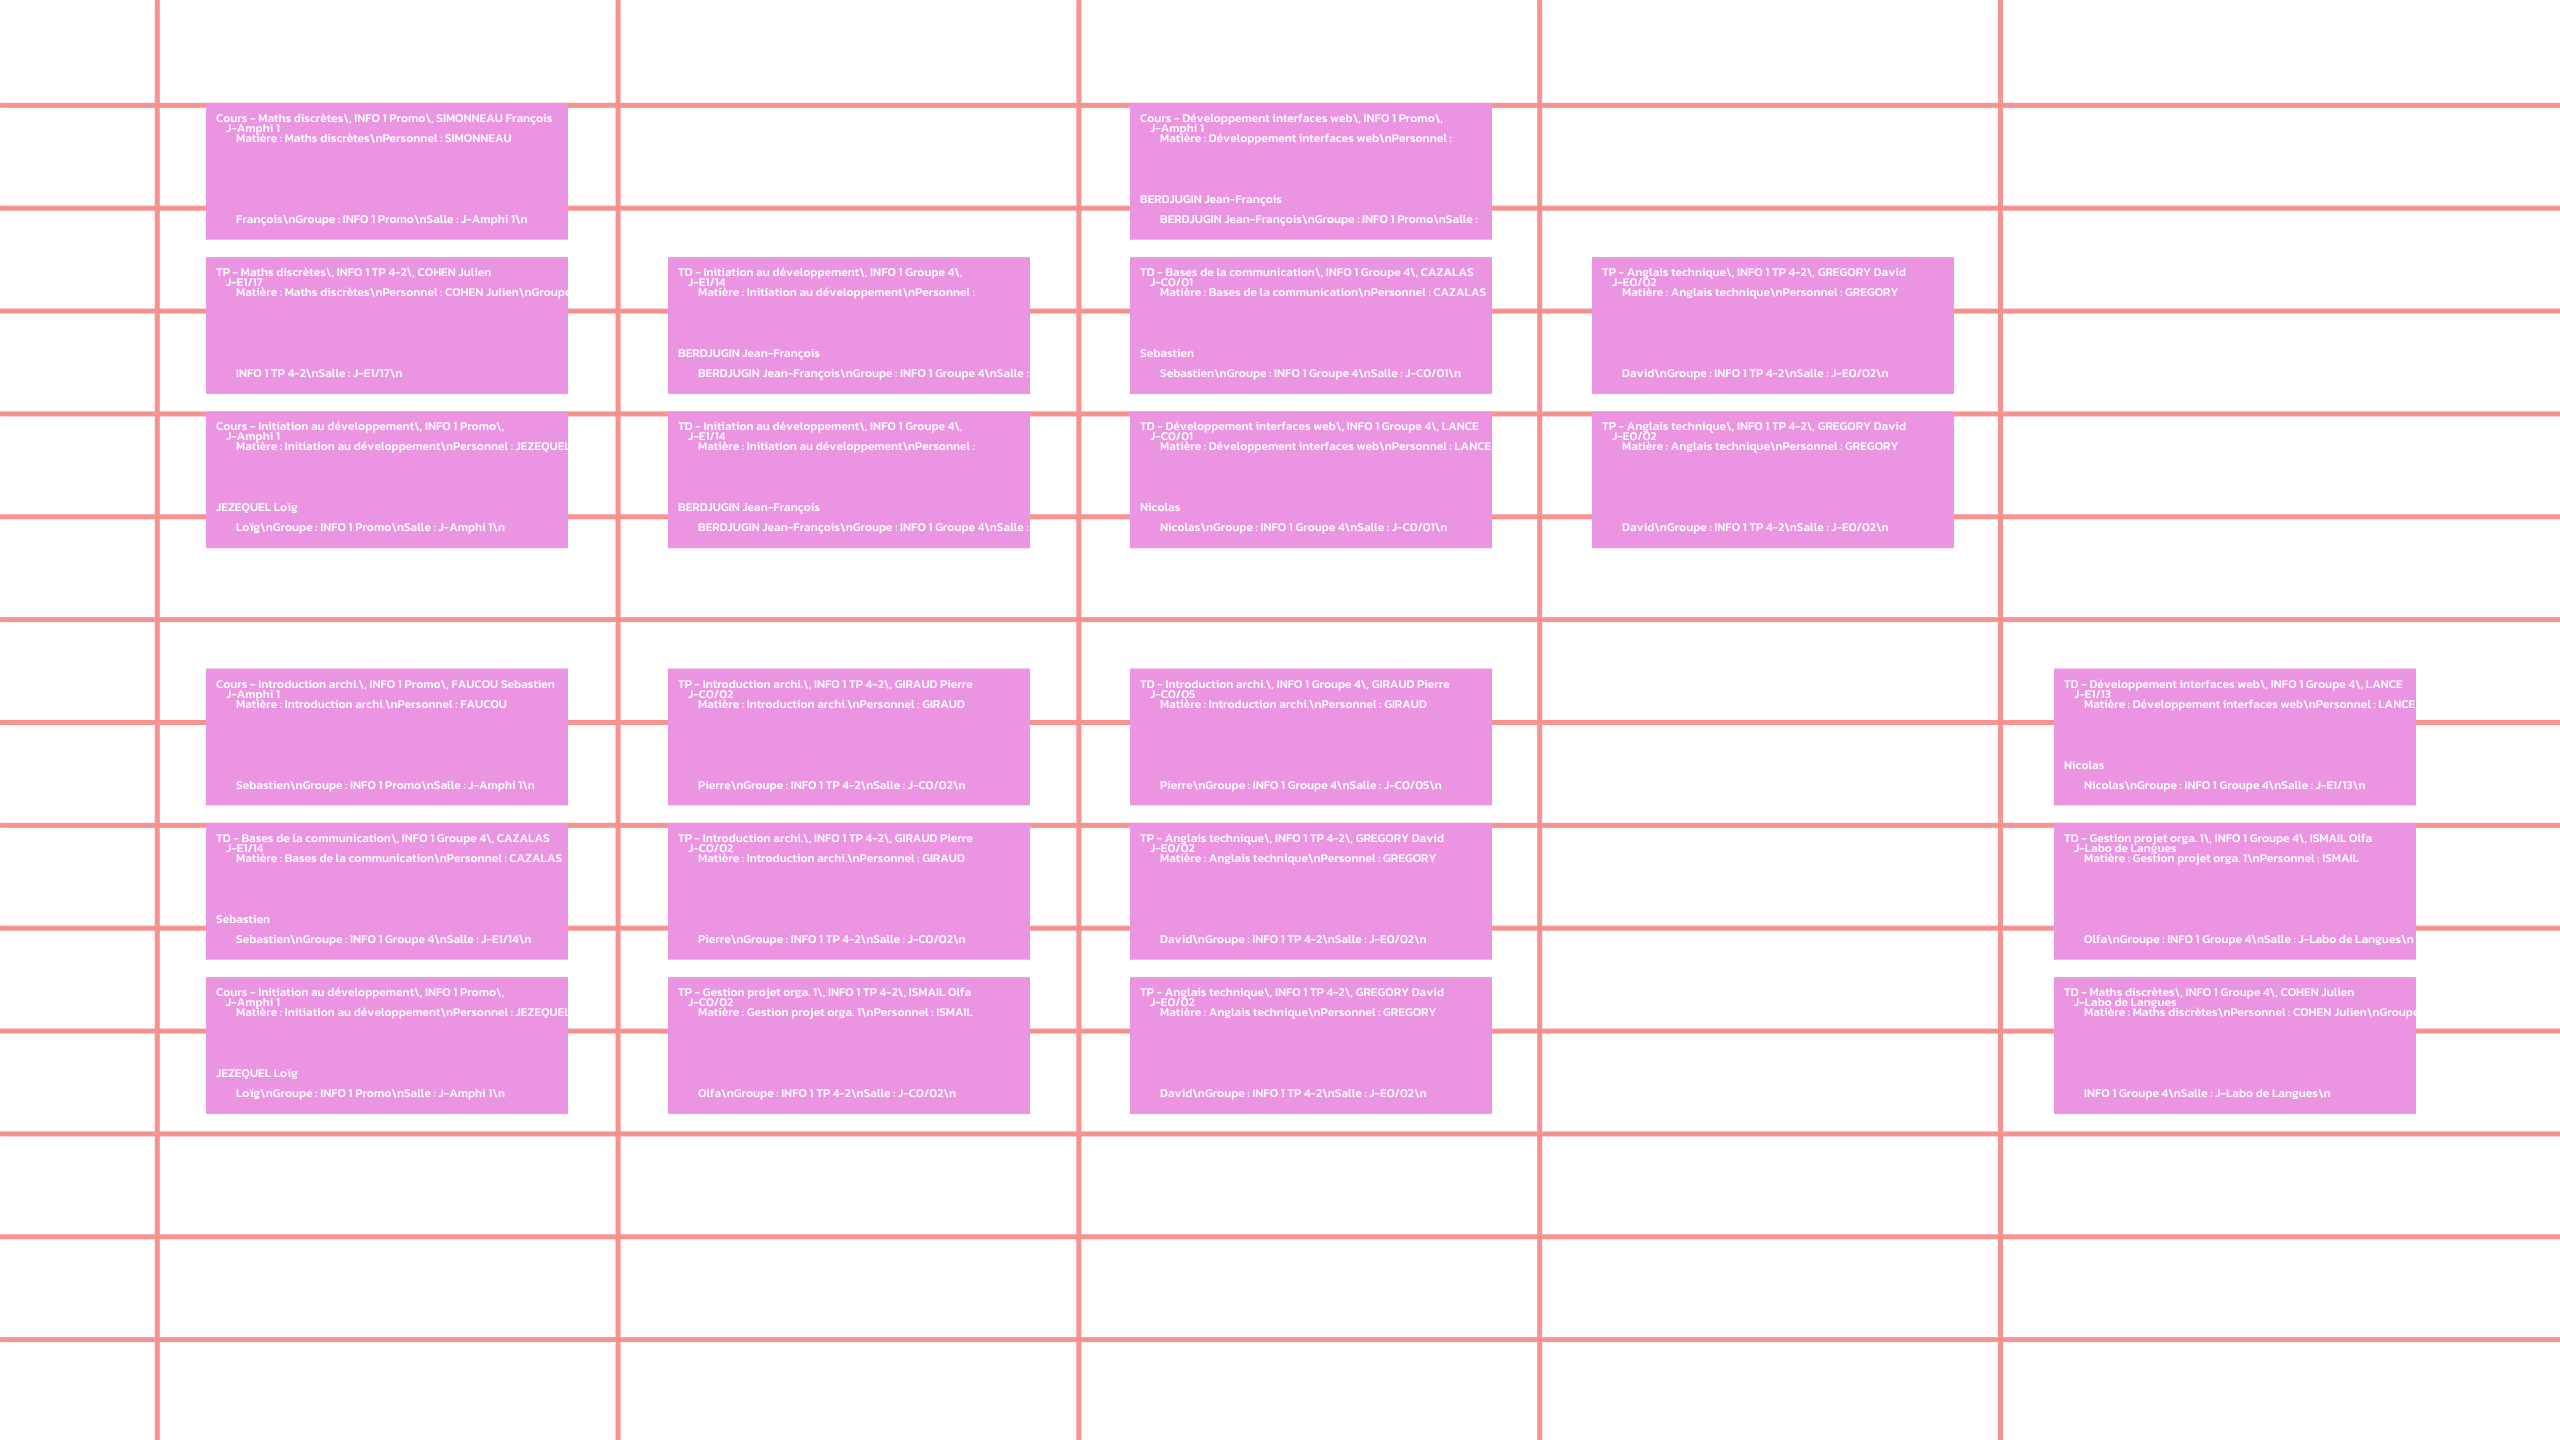 Cours - Maths discrètes\, INFO 1 Promo\, SIMONNEAU François
J-Amphi 1
Matière : Maths discrètes\nPersonnel : SIMONNEAU
François\nGroupe : INFO 1 Promo\nSalle : J-Amphi 1\n
TP - Maths discrètes\, INFO 1 TP 4-2\, COHEN Julien
J-E1/17
Matière : Maths discrètes\nPersonnel : COHEN Julien\nGroupe
INFO 1 TP 4-2\nSalle : J-E1/17\n
Cours - Initiation au développement\, INFO 1 Promo\,
J-Amphi 1
Matière : Initiation au développement\nPersonnel : JEZEQUEL
JEZEQUEL Loïg
Loïg\nGroupe : INFO 1 Promo\nSalle : J-Amphi 1\n
Cours - Introduction archi.\, INFO 1 Promo\, FAUCOU Sebastien
J-Amphi 1
Matière : Introduction archi.\nPersonnel : FAUCOU
Sebastien\nGroupe : INFO 1 Promo\nSalle : J-Amphi 1\n
TD - Bases de la communication\, INFO 1 Groupe 4\, CAZALAS
J-E1/14
Matière : Bases de la communication\nPersonnel : CAZALAS
Sebastien
Sebastien\nGroupe : INFO 1 Groupe 4\nSalle : J-E1/14\n
Cours - Initiation au développement\, INFO 1 Promo\,
J-Amphi 1
Matière : Initiation au développement\nPersonnel : JEZEQUEL
JEZEQUEL Loïg
Loïg\nGroupe : INFO 1 Promo\nSalle : J-Amphi 1\n
TD - Initiation au développement\, INFO 1 Groupe 4\,
J-E1/14
Matière : Initiation au développement\nPersonnel :
BERDJUGIN Jean-François
BERDJUGIN Jean-François\nGroupe : INFO 1 Groupe 4\nSalle :
TD - Initiation au développement\, INFO 1 Groupe 4\,
J-E1/14
Matière : Initiation au développement\nPersonnel :
BERDJUGIN Jean-François
BERDJUGIN Jean-François\nGroupe : INFO 1 Groupe 4\nSalle :
TP - Introduction archi.\, INFO 1 TP 4-2\, GIRAUD Pierre
J-C0/02
Matière : Introduction archi.\nPersonnel : GIRAUD
Pierre\nGroupe : INFO 1 TP 4-2\nSalle : J-C0/02\n
TP - Introduction archi.\, INFO 1 TP 4-2\, GIRAUD Pierre
J-C0/02
Matière : Introduction archi.\nPersonnel : GIRAUD
Pierre\nGroupe : INFO 1 TP 4-2\nSalle : J-C0/02\n
TP - Gestion projet orga. 1\, INFO 1 TP 4-2\, ISMAIL Olfa
J-C0/02
Matière : Gestion projet orga. 1\nPersonnel : ISMAIL
Olfa\nGroupe : INFO 1 TP 4-2\nSalle : J-C0/02\n
Cours - Développement interfaces web\, INFO 1 Promo\,
J-Amphi 1
Matière : Développement interfaces web\nPersonnel :
BERDJUGIN Jean-François
BERDJUGIN Jean-François\nGroupe : INFO 1 Promo\nSalle :
TD - Bases de la communication\, INFO 1 Groupe 4\, CAZALAS
J-C0/01
Matière : Bases de la communication\nPersonnel : CAZALAS
Sebastien
Sebastien\nGroupe : INFO 1 Groupe 4\nSalle : J-C0/01\n
TD - Développement interfaces web\, INFO 1 Groupe 4\, LANCE
J-C0/01
Matière : Développement interfaces web\nPersonnel : LANCE
Nicolas
Nicolas\nGroupe : INFO 1 Groupe 4\nSalle : J-C0/01\n
TD - Introduction archi.\, INFO 1 Groupe 4\, GIRAUD Pierre
J-C0/05
Matière : Introduction archi.\nPersonnel : GIRAUD
Pierre\nGroupe : INFO 1 Groupe 4\nSalle : J-C0/05\n
TP - Anglais technique\, INFO 1 TP 4-2\, GREGORY David
J-E0/02
Matière : Anglais technique\nPersonnel : GREGORY
David\nGroupe : INFO 1 TP 4-2\nSalle : J-E0/02\n
TP - Anglais technique\, INFO 1 TP 4-2\, GREGORY David
J-E0/02
Matière : Anglais technique\nPersonnel : GREGORY
David\nGroupe : INFO 1 TP 4-2\nSalle : J-E0/02\n
TP - Anglais technique\, INFO 1 TP 4-2\, GREGORY David
J-E0/02
Matière : Anglais technique\nPersonnel : GREGORY
David\nGroupe : INFO 1 TP 4-2\nSalle : J-E0/02\n
TP - Anglais technique\, INFO 1 TP 4-2\, GREGORY David
J-E0/02
Matière : Anglais technique\nPersonnel : GREGORY
David\nGroupe : INFO 1 TP 4-2\nSalle : J-E0/02\n
TD - Développement interfaces web\, INFO 1 Groupe 4\, LANCE
J-E1/13
Matière : Développement interfaces web\nPersonnel : LANCE
Nicolas
Nicolas\nGroupe : INFO 1 Groupe 4\nSalle : J-E1/13\n
TD - Gestion projet orga. 1\, INFO 1 Groupe 4\, ISMAIL Olfa
J-Labo de Langues
Matière : Gestion projet orga. 1\nPersonnel : ISMAIL
Olfa\nGroupe : INFO 1 Groupe 4\nSalle : J-Labo de Langues\n
TD - Maths discrètes\, INFO 1 Groupe 4\, COHEN Julien
J-Labo de Langues
Matière : Maths discrètes\nPersonnel : COHEN Julien\nGroupe
INFO 1 Groupe 4\nSalle : J-Labo de Langues\n